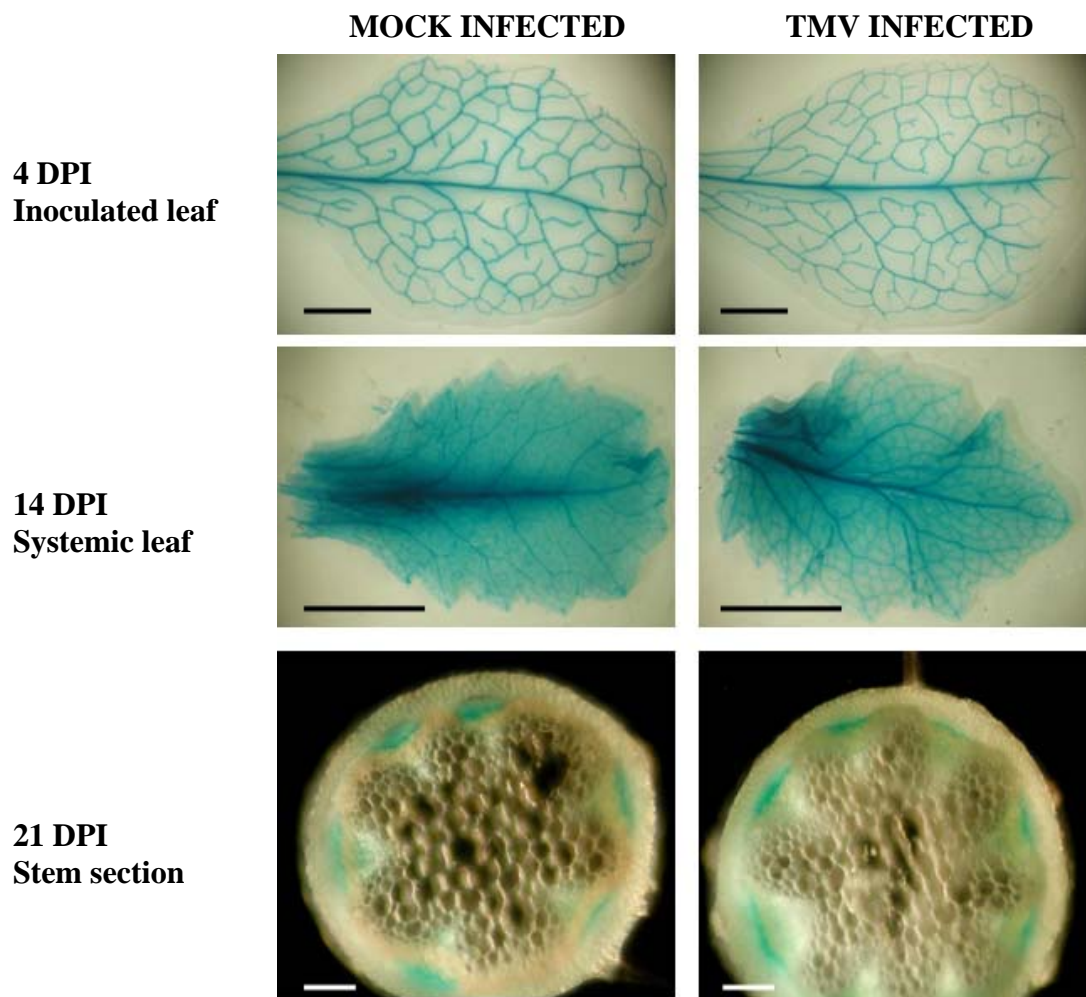 MOCK INFECTED
TMV INFECTED
4 DPI
Inoculated leaf
14 DPI
Systemic leaf
21 DPI
Stem section